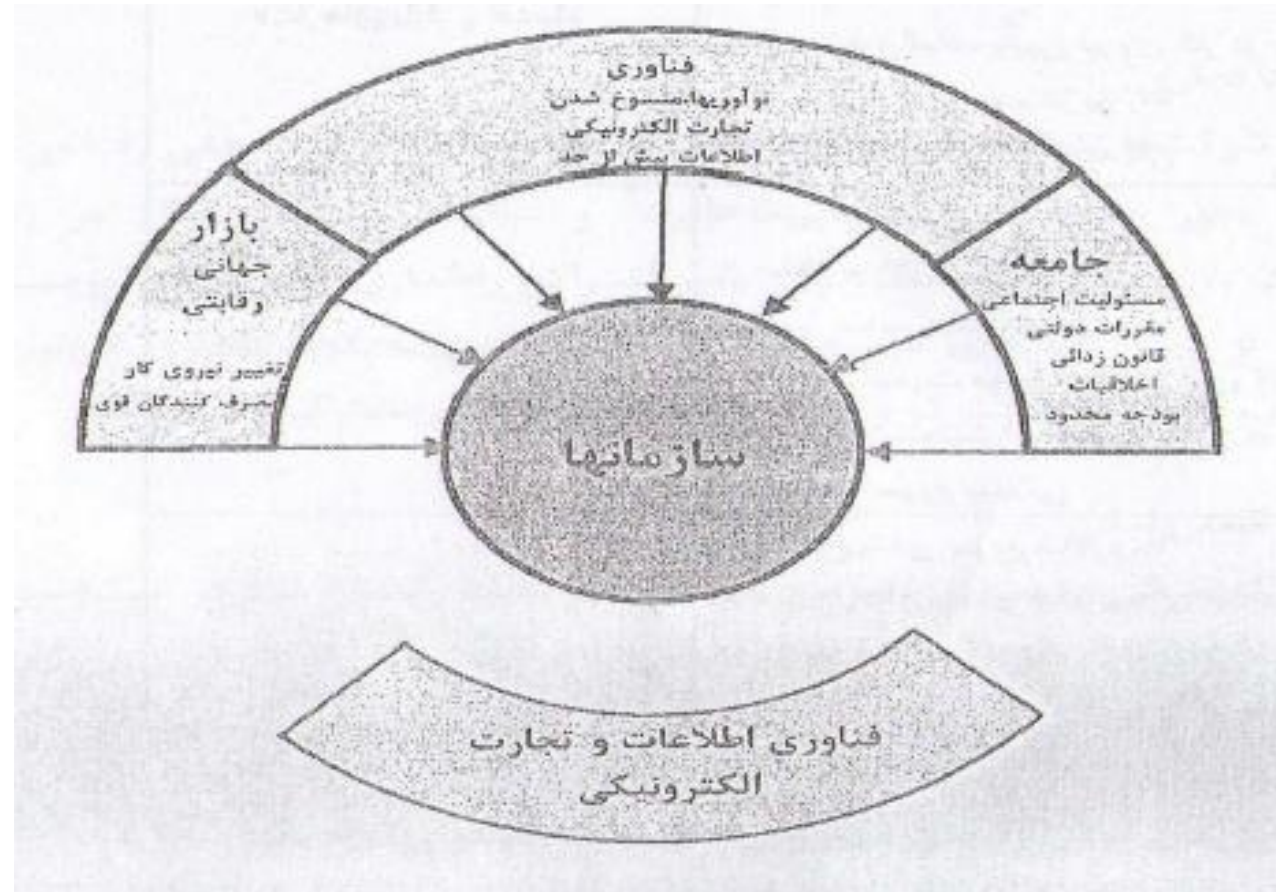 فناوری
نوآوریها،منسوخ شدن
تجارت الکترونیکی
اطلاعات بیش از حد
جامعه
مسئولیت اجتماعی
مقررات دولتی
قانون زدائی
اخلاقیات
بودجه محدود
بازار
جهانی
رقابتی
تغییر نیروی کار
مصرف کنندگان قوی
سازمانها
فناوری اطلاعات و تجارت
الکترونیکی